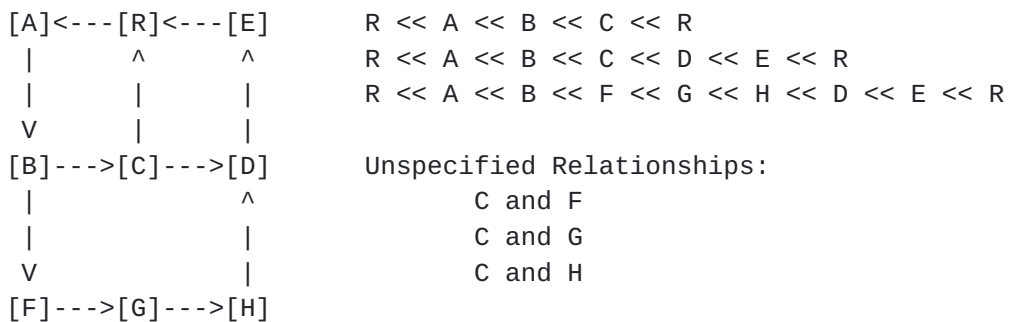 [A]<---[R]<---[E]      R << A << B << C << R
 |      ^      ^       R << A << B << C << D << E << R
 |      |      |       R << A << B << F << G << H << D << E << R
 V      |      |
[B]--->[C]--->[D]      Unspecified Relationships:
 |             ^              C and F
 |             |              C and G
 V             |              C and H
[F]--->[G]--->[H]